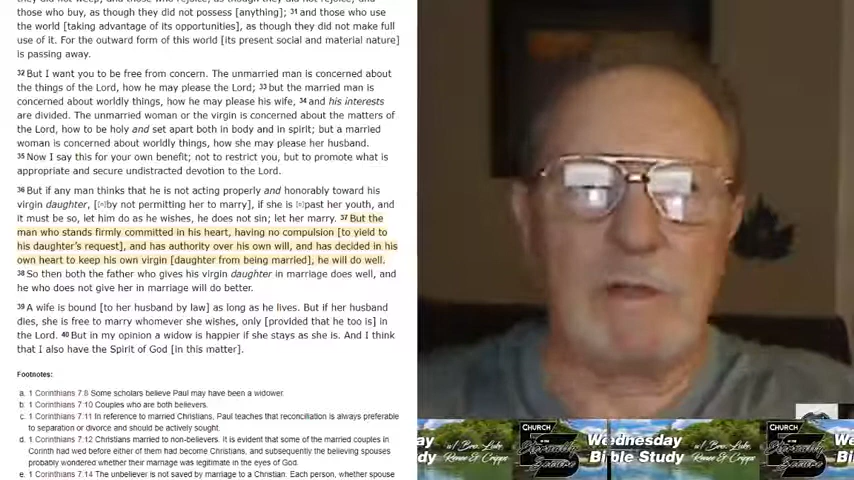 they did not weep; and those who rejoice, as though they did not rejoice; and
those who buy, as though they did not possess [anything]; 31 and those who use
the world [taking advantage of its opportunities], as though they did not make full
use of it. For the outward form of this world [its present social and material nature]
is passing away.
32 But I want you to be free from concern. The unmarried man is concerned about
the things of the Lord, how he may please the Lord; 33 but the married man is
concerned about worldly things, how he may please his wife, 34 and his interests
are divided. The unmarried woman or the virgin is concerned about the matters of
the Lord, how to be holy and set apart both in body and in spirit; but a married
woman is concerned about worldly things, how she may please her husband.
35 Now I say this for your own benefit; not to restrict you, but to promote what is
appropriate and secure undistracted devotion to the Lord.
36 But if any man thinks that he is not acting properly and honorably toward his
virgin daughter, [by not permitting her to marry], if she is past her youth, and
it must be so, let him do as he wishes, he does not sin; let her marry. 37 But the
man who stands firmly committed in his heart, having no compulsion [to yield to
his daughter's request], and has authority over his own will, and has decided in his
own heart to keep his own virgin [daughter from being married], he will do well.
38 So then both the father who gives his virgin daughter in marriage does well, and
he who does not give her in marriage will do better.
39 A wife is bound [to her husband by law] as long as he lives. But if her husband
dies, she is free to marry whomever she wishes, only [provided that he too is] in
the Lord. 40 But in my opinion a widow is happier if she stays as she is. And I think
that I also have the Spirit of God [in this matter].
Footnotes:
a. 1 Corinthians 7:8 Some scholars believe Paul may have been a widower.
b. 1 Corinthians 7:10 Couples who are both believers.
c. 1 Corinthians 7:11 In reference to married Christians, Paul teaches that reconciliation is always preferable
to separation or divorce and should be actively sought.
d. 1 Corinthians 7:12 Christians married to non-believers. It is evident that some of the married couples in
Corinth had wed before either of them had become Christians, and subsequently the believing spouses
probably wondered whether their marriage was legitimate in the eyes of God.
e. 1 Corinthians 7:14 The unbeliever is not saved by marriage to a Christian. Each person, whether spouse
ay
dy
w/ Bro. Luke,
Renee & Cripps
CHURCH
Wednesday
Bible Study
w/ Bro. Luke,
Renee & Cripps
CHURCH
We
Bi